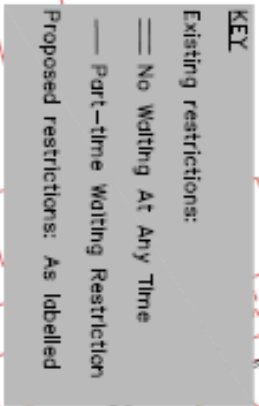 KEY
Existing restrictions:
No Waiting At Any Time
Part-time Waiting Restriction
Proposed restrictions: As labelled